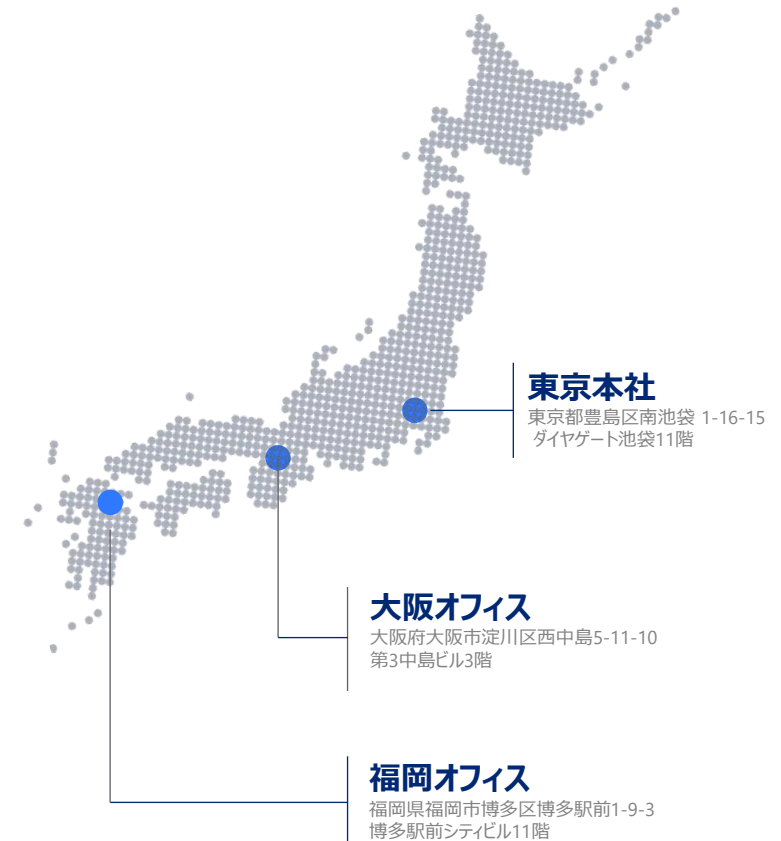 東京本社
東京都豊島区南池袋 1-16-15
ダイヤゲート池袋11階
大阪オフィス
大阪府大阪市淀川区西中島5-11-10
第3中島ビル3階
福岡オフィス
福岡県福岡市博多区博多駅前1-9-3
博多駅前シティビル11階